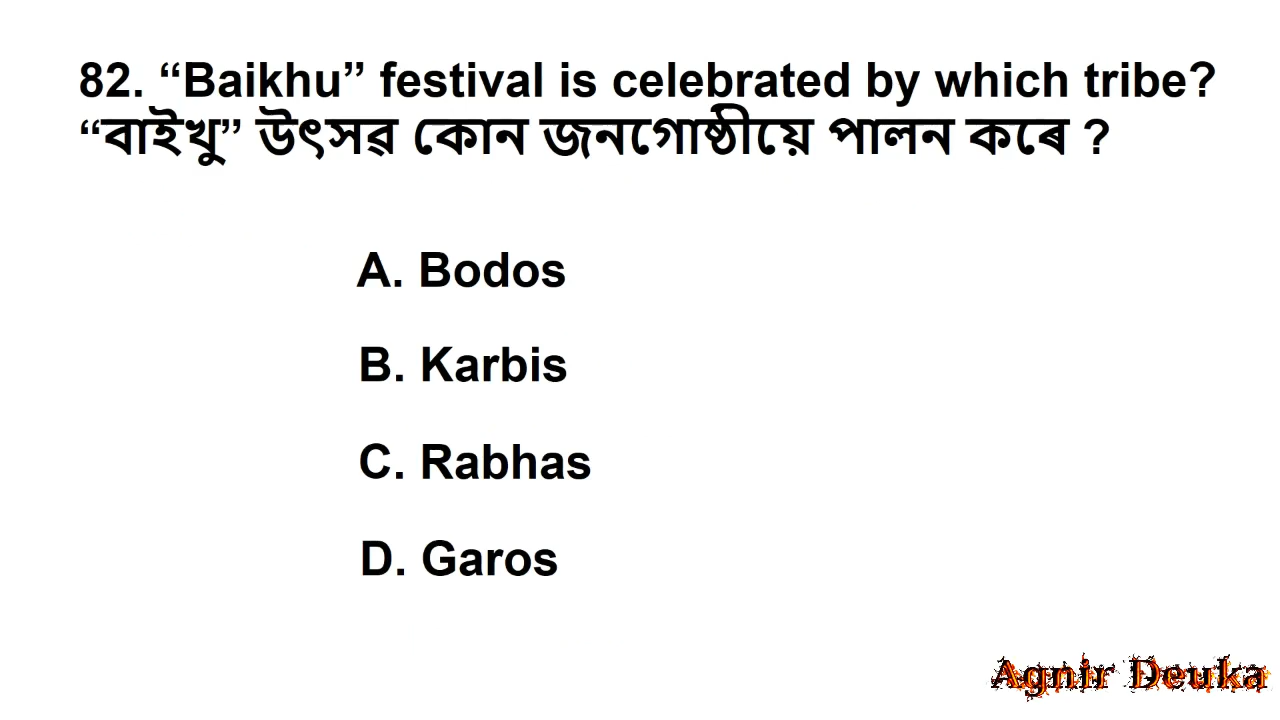 82. “Baikhu” festival is celebrated by which tribe?
“বাইখু” উৎসৱ কোন জনগোষ্ঠীয়ে পালন কৰে ?
A. Bodos
B. Karbis
C. Rabhas
D. Garos
Agnir Deuka